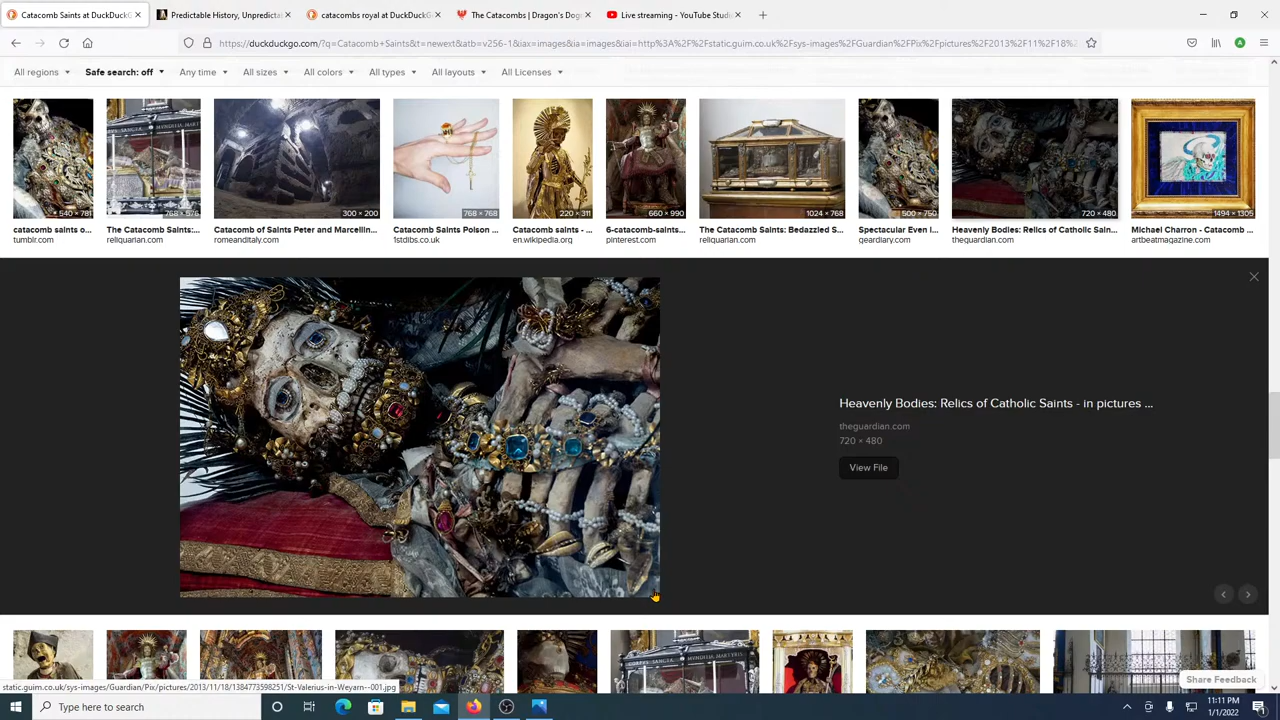 Catacomb Saints at DuckDuckG
Predictable History, Unpredicta
catacombs royal at DuckDuckG
The Catacombs | Dragon's Dogm
Live streaming - YouTube Studi
https://duckduckgo.com/?q=Catacomb+Saints&t=newext&atb=v256-1&iax=images&ia=images&iai=http%3A%2F%2Fstatic.guim.co.uk%2Fsys-images%2FGuardian%2FPix%2Fpictures%2F2013%2F11%2F18%2
All regions
Safe search: off
Any time
All sizes
All colors
All types
All layouts
All Licenses
540 × 781
768 × 576
300 × 200
768 × 768
220 × 311
660 × 990
1024 × 768
500 × 750
720 × 480
1494 × 1305
catacomb saints o...
The Catacomb Saints:...
Catacomb of Saints Peter and Marcellin...
Catacomb Saints Poison ...
Catacomb saints - ...
6-catacomb-saints...
The Catacomb Saints: Bedazzled S...
Spectacular Even I...
Heavenly Bodies: Relics of Catholic Sain...
Michael Charron - Catacomb ...
tumblr.com
reliquarian.com
romeanditaly.com
1stdibs.co.uk
en.wikipedia.org
pinterest.com
reliquarian.com
geardiary.com
theguardian.com
artbeatmagazine.com
Heavenly Bodies: Relics of Catholic Saints - in pictures ...
theguardian.com
720 × 480
View File
Share Feedback
static.guim.co.uk/sys-images/Guardian/Pix/pictures/2013/11/18/1384773598251/St-Valerius-in-Weyarn--001.jpg
Type here to search
11:11 PM
1/1/2022